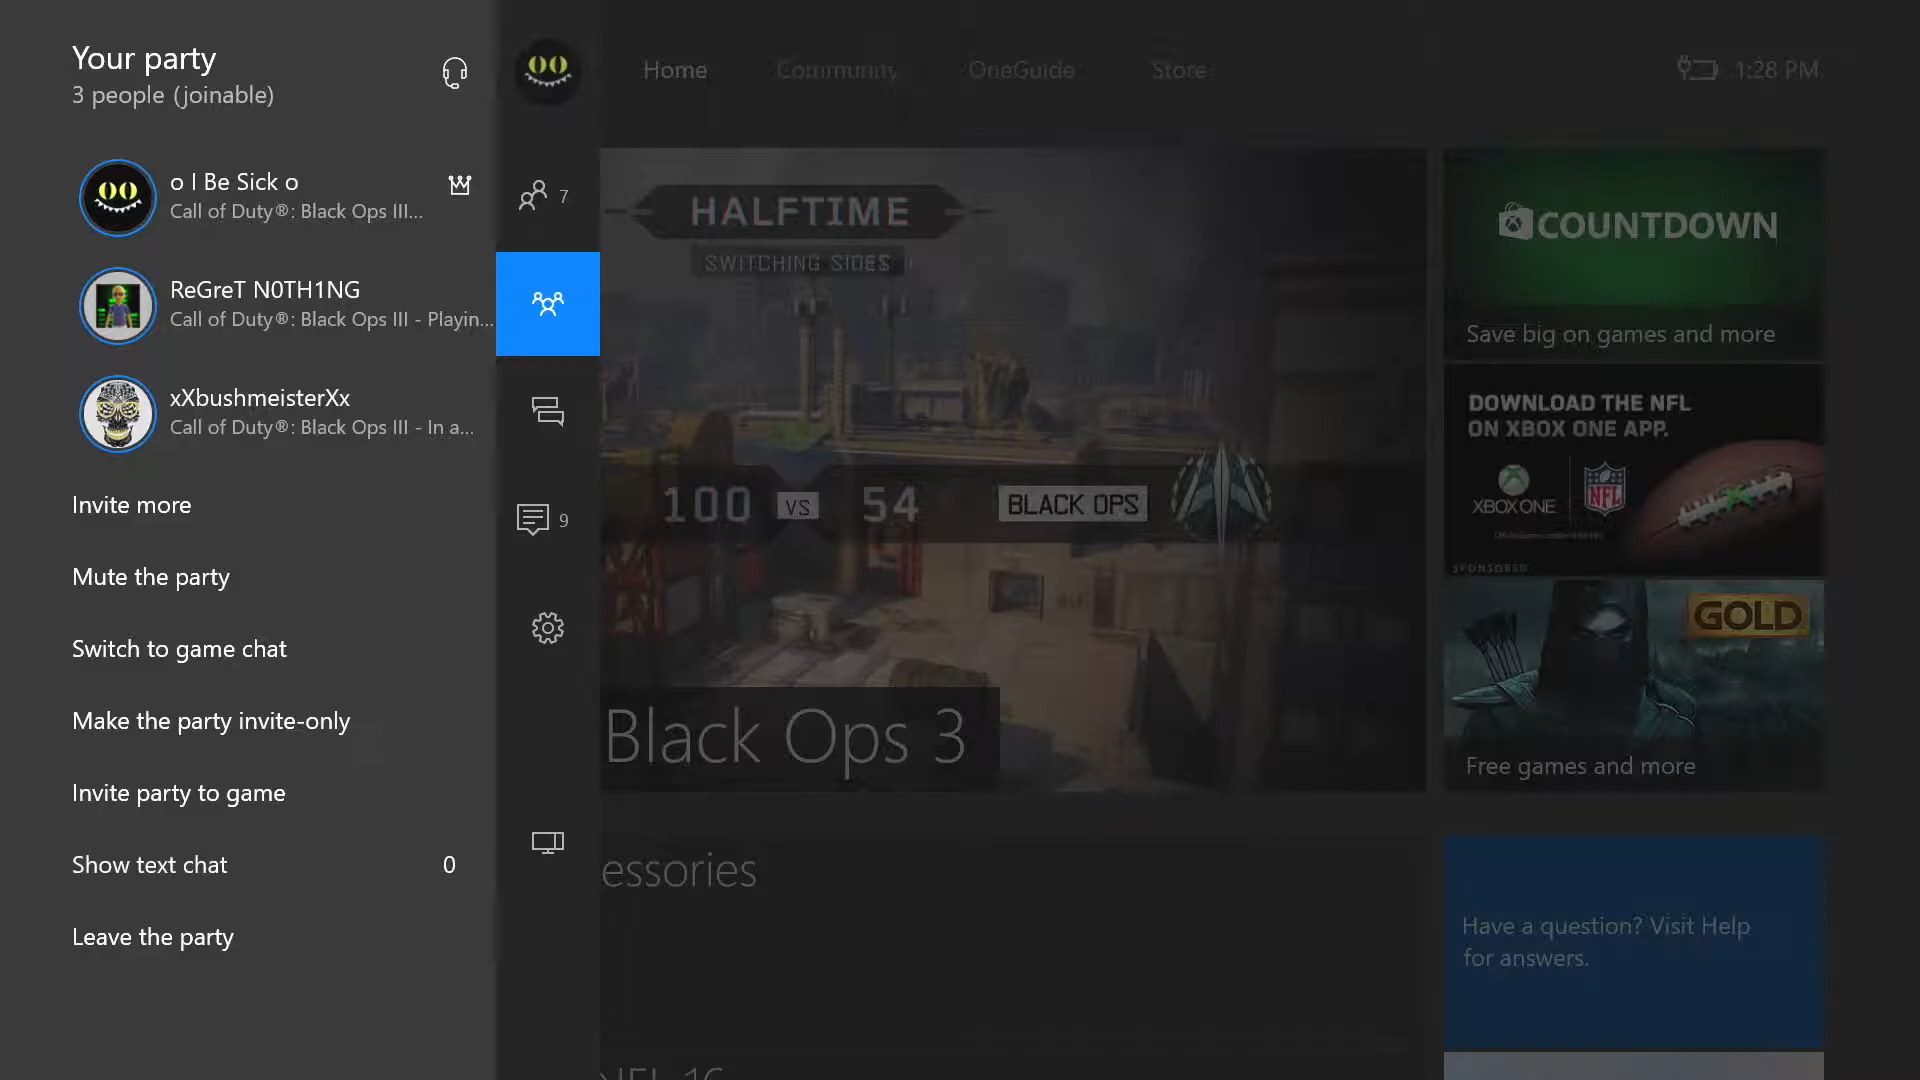 Your party
3 people (joinable)
o I Be Sick o
Call of Duty®: Black Ops III...
ReGreT N0TH1NG
Call of Duty®: Black Ops III - Playin...
xXbushmeisterXx
Call of Duty®: Black Ops III - In a...
Invite more
Mute the party
Switch to game chat
Make the party invite-only
Invite party to game
Show text chat 0
Leave the party
7
9
Home Community OneGuide Store 1:28 PM
HALFTIME
SWITCHING SIDES
100 VS 54 BLACK OPS
Black Ops 3
COUNTDOWN
Save big on games and more
DOWNLOAD THE NFL
ON XBOX ONE APP.
XBOX ONE NFL
SPONSORED
GOLD
Free games and more
essories
Have a question? Visit Help
for answers.